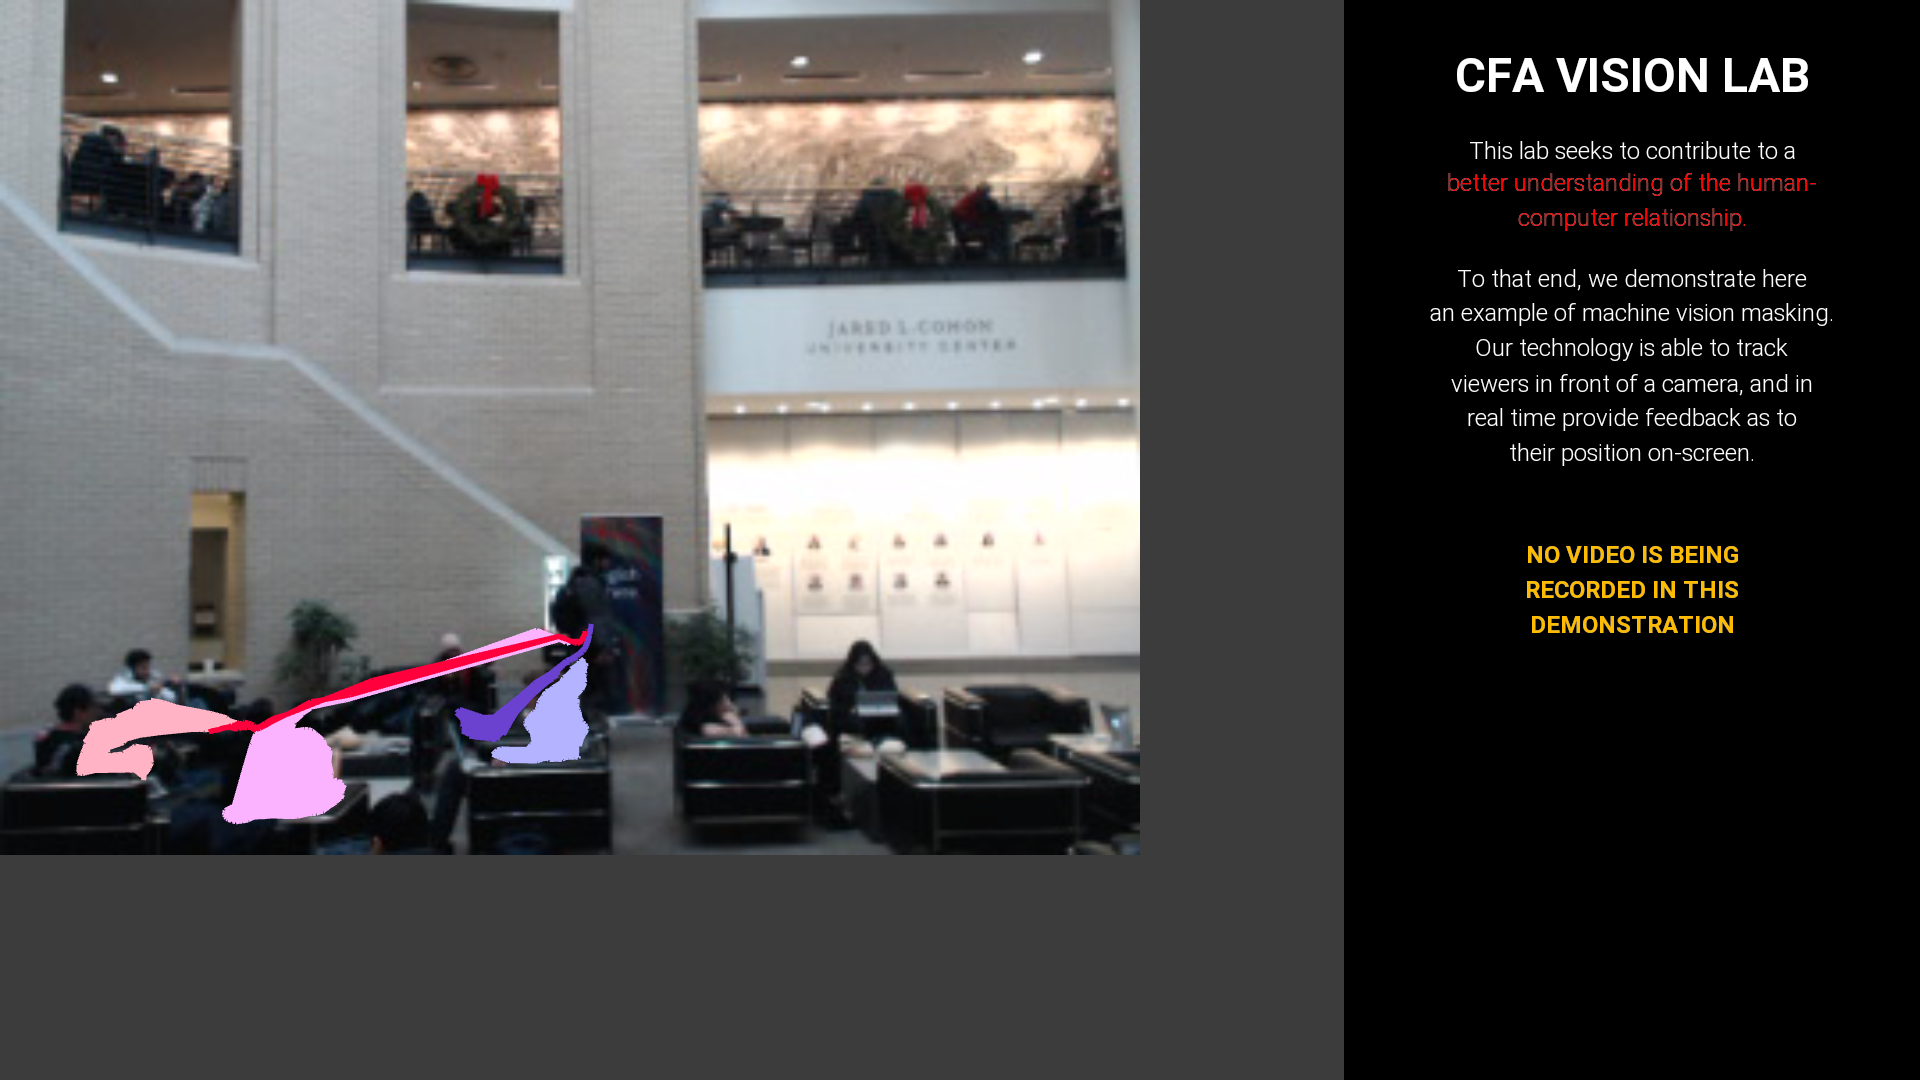 CFA VISION LAB
This lab seeks to contribute to a
better understanding of the human-
computer relationship.
To that end, we demonstrate here
an example of machine vision masking.
Our technology is able to track
viewers in front of a camera, and in
real time provide feedback as to
their position on-screen.
NO VIDEO IS BEING
RECORDED IN THIS
DEMONSTRATION
JARED L. COHON
UNIVERSITY CENTER